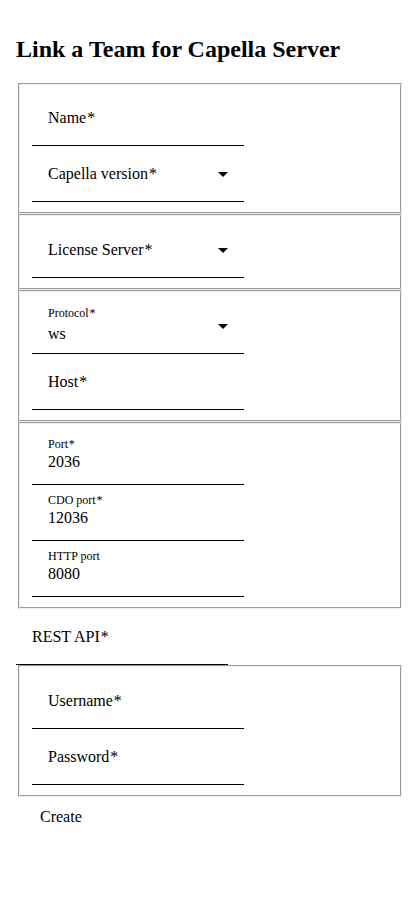 Link a Team for Capella Server
Name*
Capella version*
License Server*
Protocol*
ws
Host*
Port*
2036
CDO port*
12036
HTTP port
8080
REST API*
Username*
Password*
Create